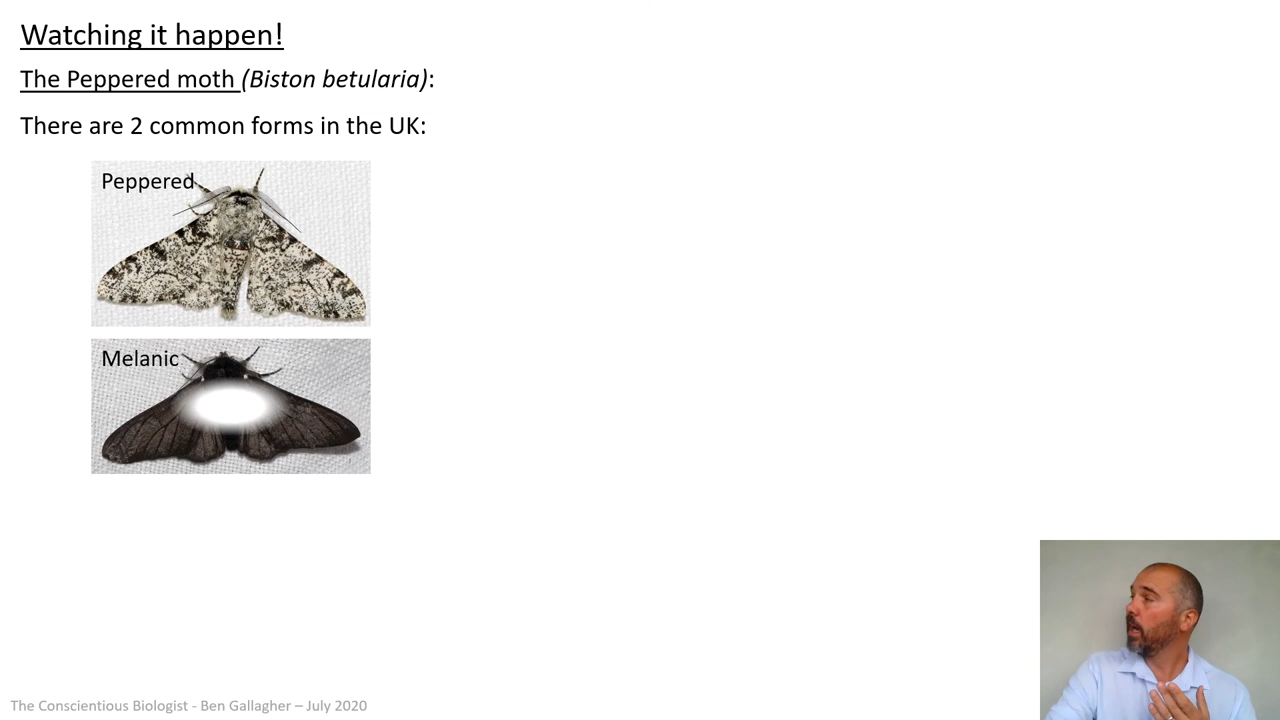 Watching it happen!
The Peppered moth (Biston betularia):
There are 2 common forms in the UK:
Peppered
Melanic
The Conscientious Biologist - Ben Gallagher – July 2020